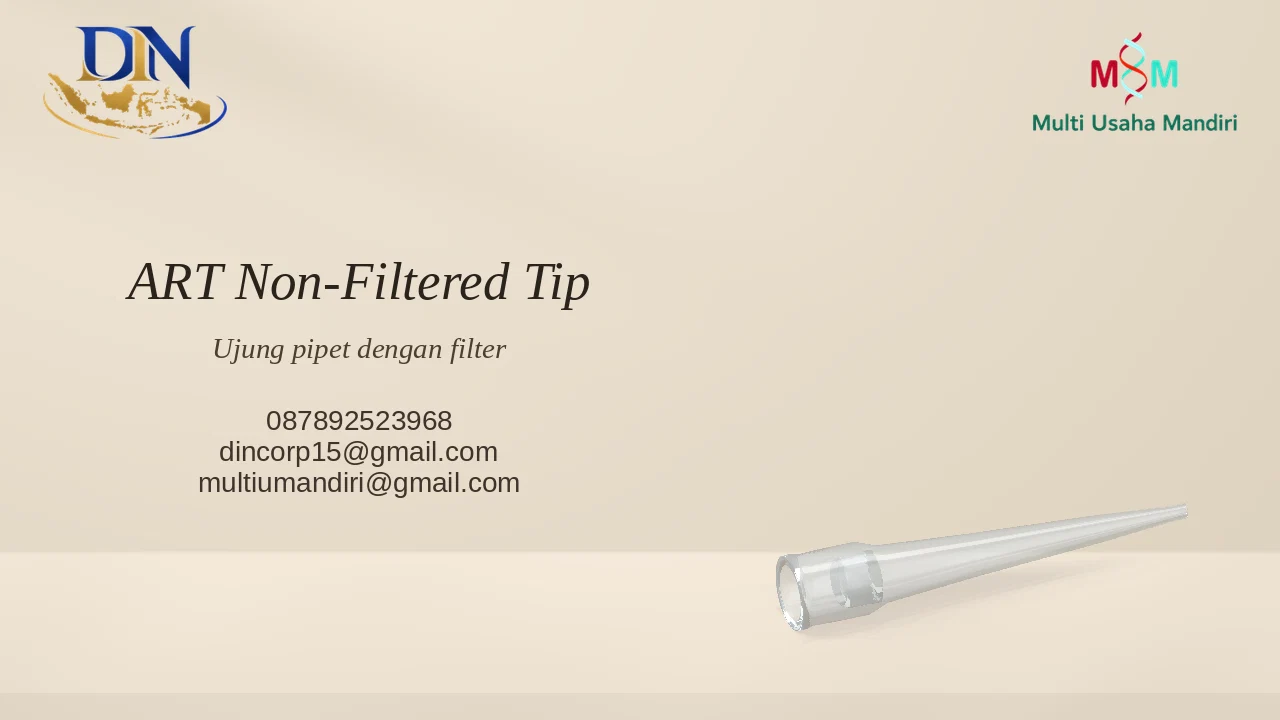 DIN
MSM
Multi Usaha Mandiri
ART Non-Filtered Tip
Ujung pipet dengan filter
087892523968
dincorp15@gmail.com
multiumandiri@gmail.com